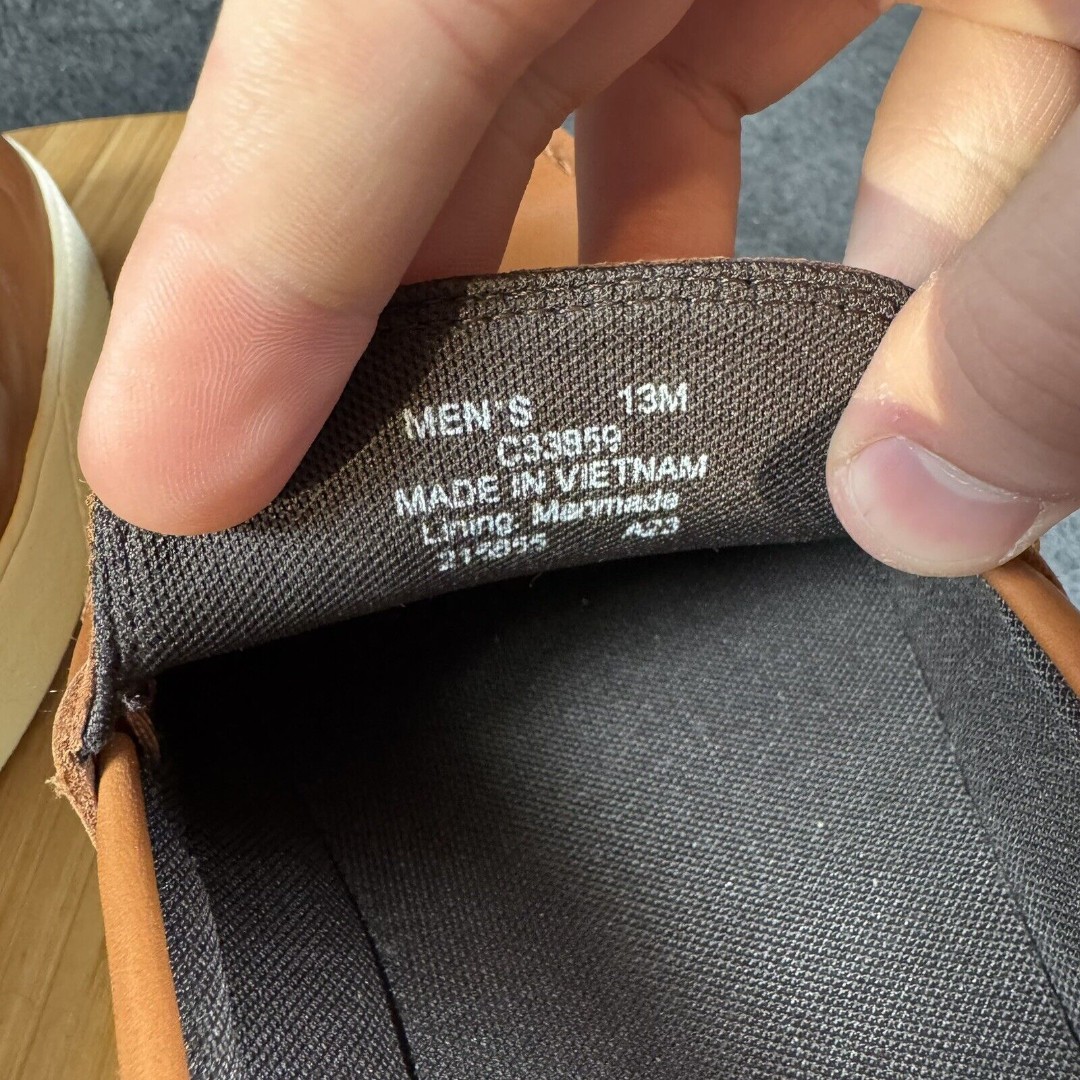 MEN'S 13M
C33859
MADE IN VIETNAM
Lining Manmade
A23